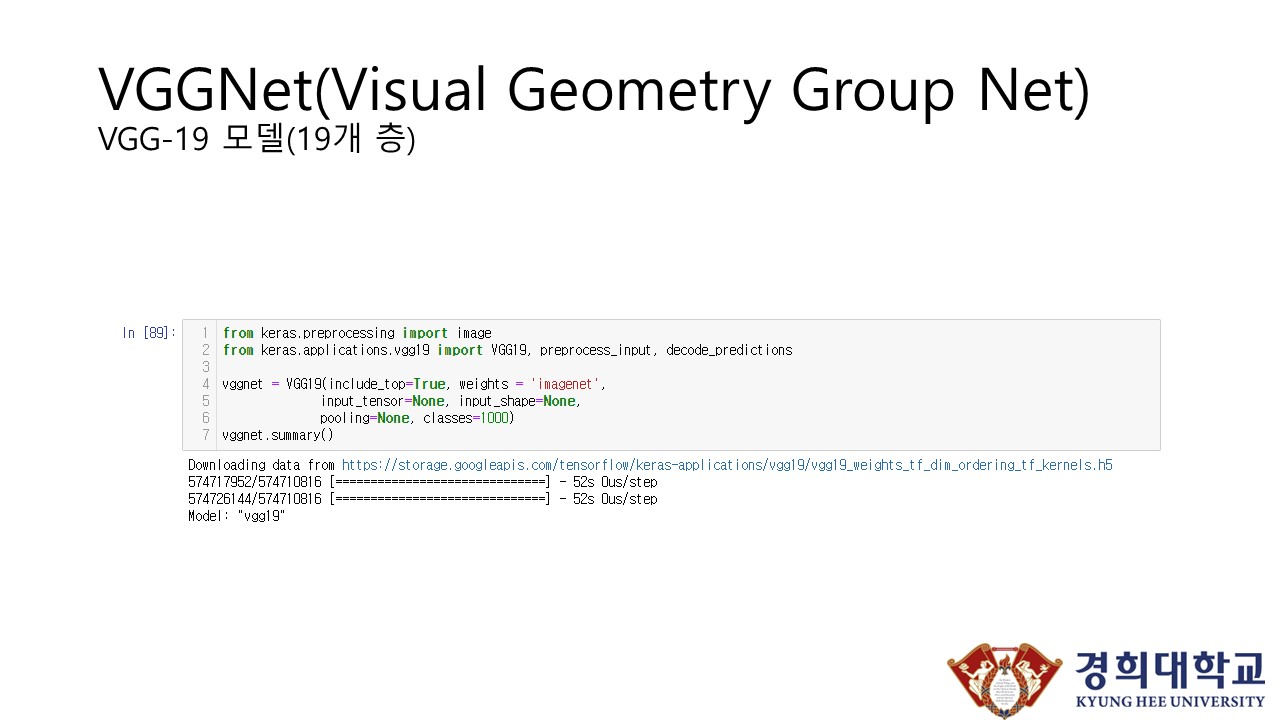 VGGNet(Visual Geometry Group Net)
VGG-19 모델(19개 층)
In [89]:
1 from keras.preprocessing import image
2 from keras.applications.vgg19 import VGG19, preprocess_input, decode_predictions
3
4 vggnet = VGG19(include_top=True, weights = 'imagenet',
5 input_tensor=None, input_shape=None,
6 pooling=None, classes=1000)
7 vggnet.summary()
Downloading data from https://storage.googleapis.com/tensorflow/keras-applications/vgg19/vgg19_weights_tf_dim_ordering_tf_kernels.h5
574717952/574710816 [==============================] - 52s 0us/step
574726144/574710816 [==============================] - 52s 0us/step
Model: "vgg19"
경희대학교
KYUNG HEE UNIVERSITY